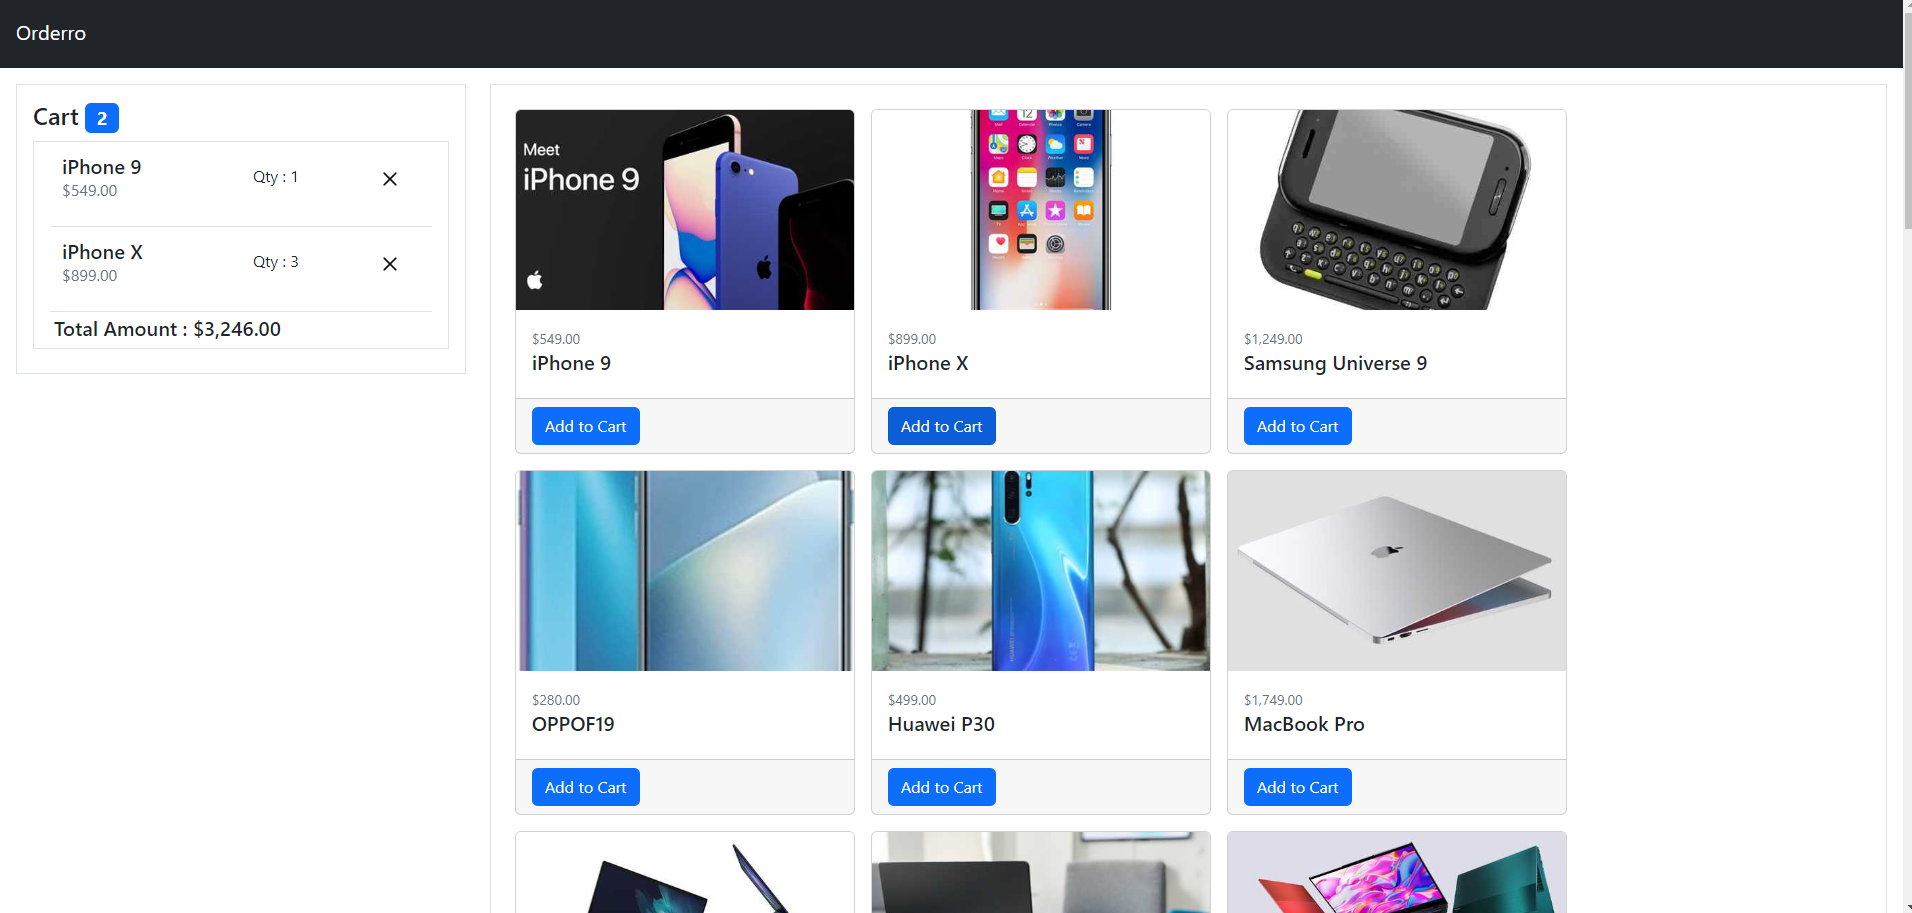 Orderro
Cart 2
iPhone 9
$549.00
Qty : 1
iPhone X
$899.00
Qty : 3
Total Amount : $3,246.00
Meet
iPhone 9
$549.00
iPhone 9
Add to Cart
$899.00
iPhone X
Add to Cart
$1,249.00
Samsung Universe 9
Add to Cart
$280.00
OPPOF19
Add to Cart
$499.00
Huawei P30
Add to Cart
$1,749.00
MacBook Pro
Add to Cart